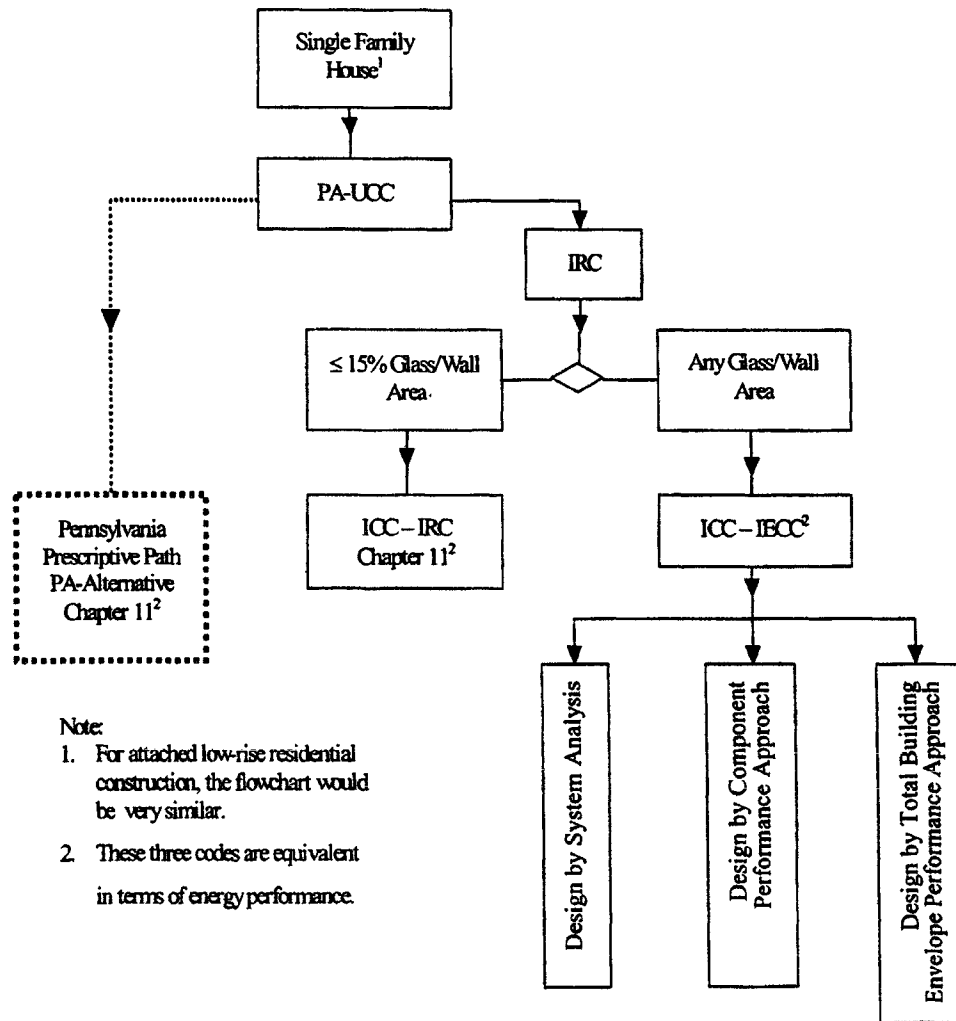 Single Family
House¹
PA-UCC
IRC
≤ 15% Glass/Wall
Area
Any Glass/Wall
Area
Pennsylvania
Prescriptive Path
PA-Alternative
Chapter 11²
ICC – IRC
Chapter 11²
ICC – IECC²
Design by System Analysis
Design by Component
Performance Approach
Design by Total Building
Envelope Performance Approach
Note:
1. For attached low-rise residential
construction, the flowchart would
be very similar.
2. These three codes are equivalent
in terms of energy performance.